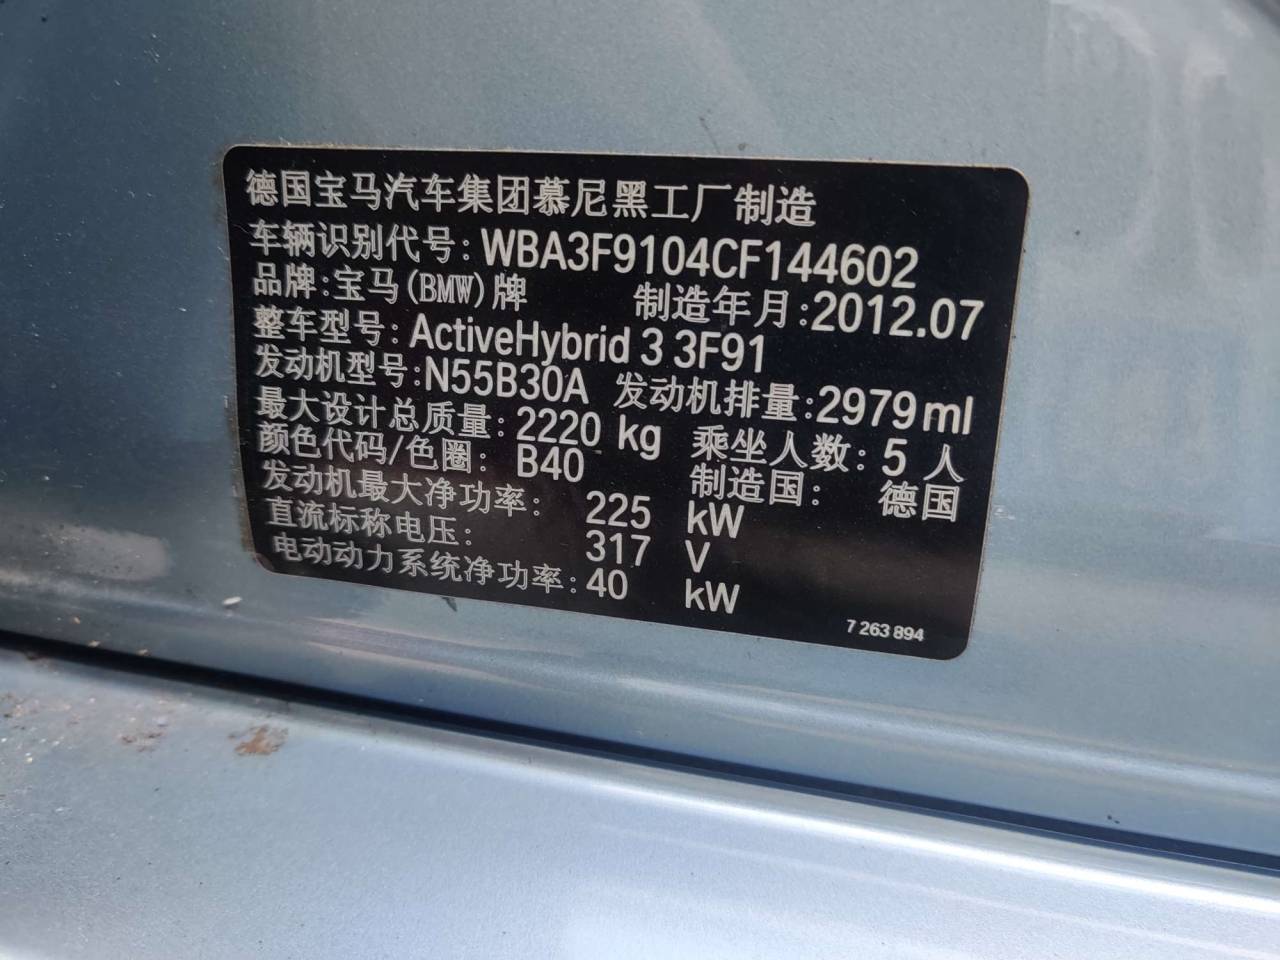 德国宝马汽车集团慕尼黑工厂制造
车辆识别代号: WBA3F9104CF144602
品牌:宝马(BMW)牌 制造年月:2012.07
整车型号: ActiveHybrid 3 3F91
发动机型号:N55B30A 发动机排量:2979 ml
最大设计总质量: 2220 kg 乘坐人数: 5 人
颜色代码/色圈: B40 制造国: 德国
发动机最大净功率: 225 kW
直流标称电压: 317 V
电动动力系统净功率: 40 kW
7 263 894